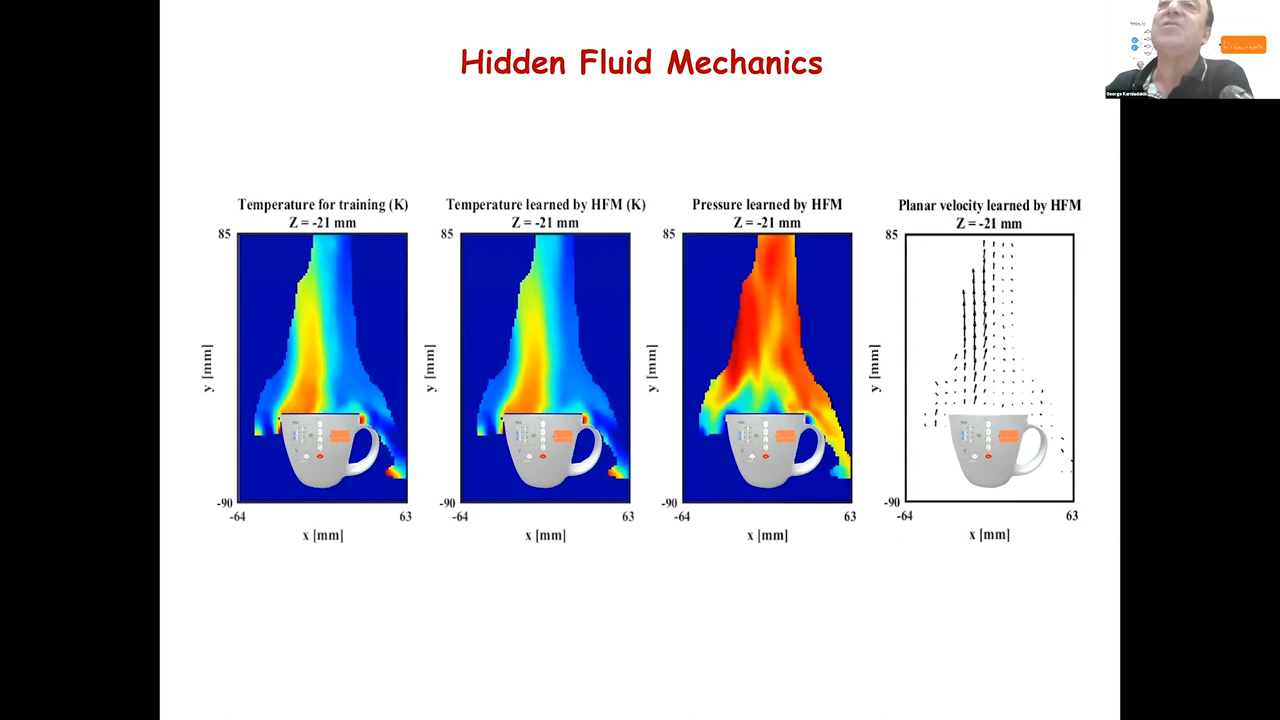 Hidden Fluid Mechanics
George Karniadakis
Temperature for training (K)
Z = -21 mm
85
y [mm]
-90
-64
63
x [mm]
Temperature learned by HFM (K)
Z = -21 mm
85
y [mm]
-90
-64
63
x [mm]
Pressure learned by HFM
Z = -21 mm
85
y [mm]
-90
-64
63
x [mm]
Planar velocity learned by HFM
Z = -21 mm
85
y [mm]
-90
-64
63
x [mm]